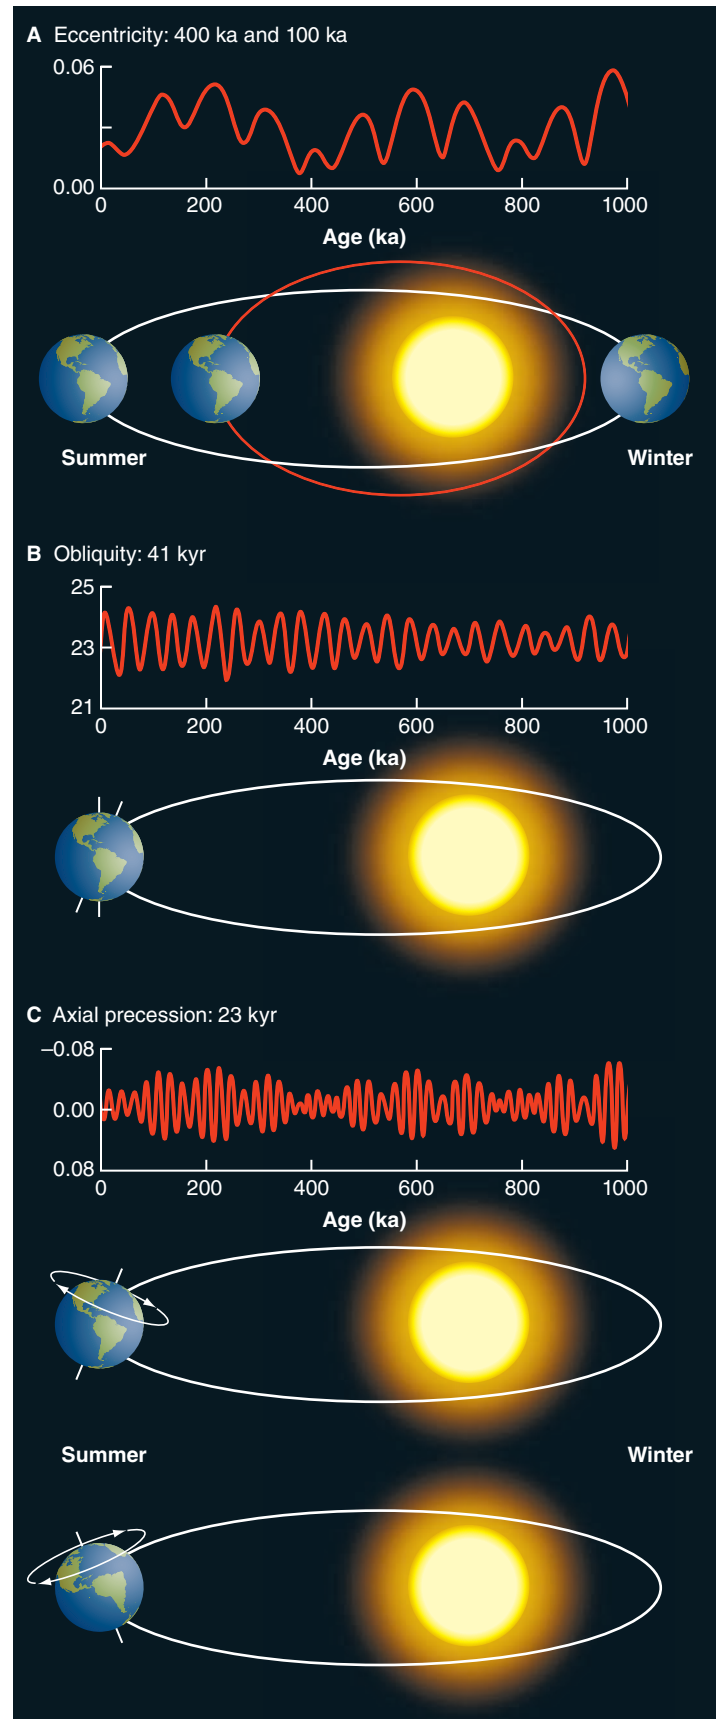 A Eccentricity: 400 ka and 100 ka
0.06
0.00
0 200 400 600 800 1000
Age (ka)
Summer Winter
B Obliquity: 41 kyr
25
23
21
0 200 400 600 800 1000
Age (ka)
C Axial precession: 23 kyr
–0.08
0.00
0.08
0 200 400 600 800 1000
Age (ka)
Summer Winter